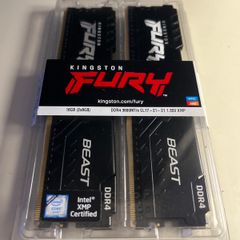 FURY
FURY
KINGSTON
FURY
kingston.com/fury
16GB (2x8GB)
BEAST
BEAST
DDR4
DDR4
Intel®
XMP
Certified